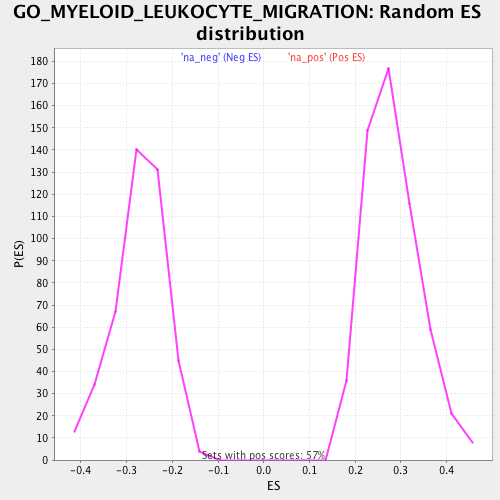 GO_MYELOID_LEUKOCYTE_MIGRATION: Random ES
distribution
'na_neg' (Neg ES) 'na_pos' (Pos ES)
180
170
160
150
140
130
120
110
100
90
80
70
60
50
40
30
20
10
0
P(ES)
Sets with pos scores: 57%
-0.4 -0.3 -0.2 -0.1 0.0 0.1 0.2 0.3 0.4
ES